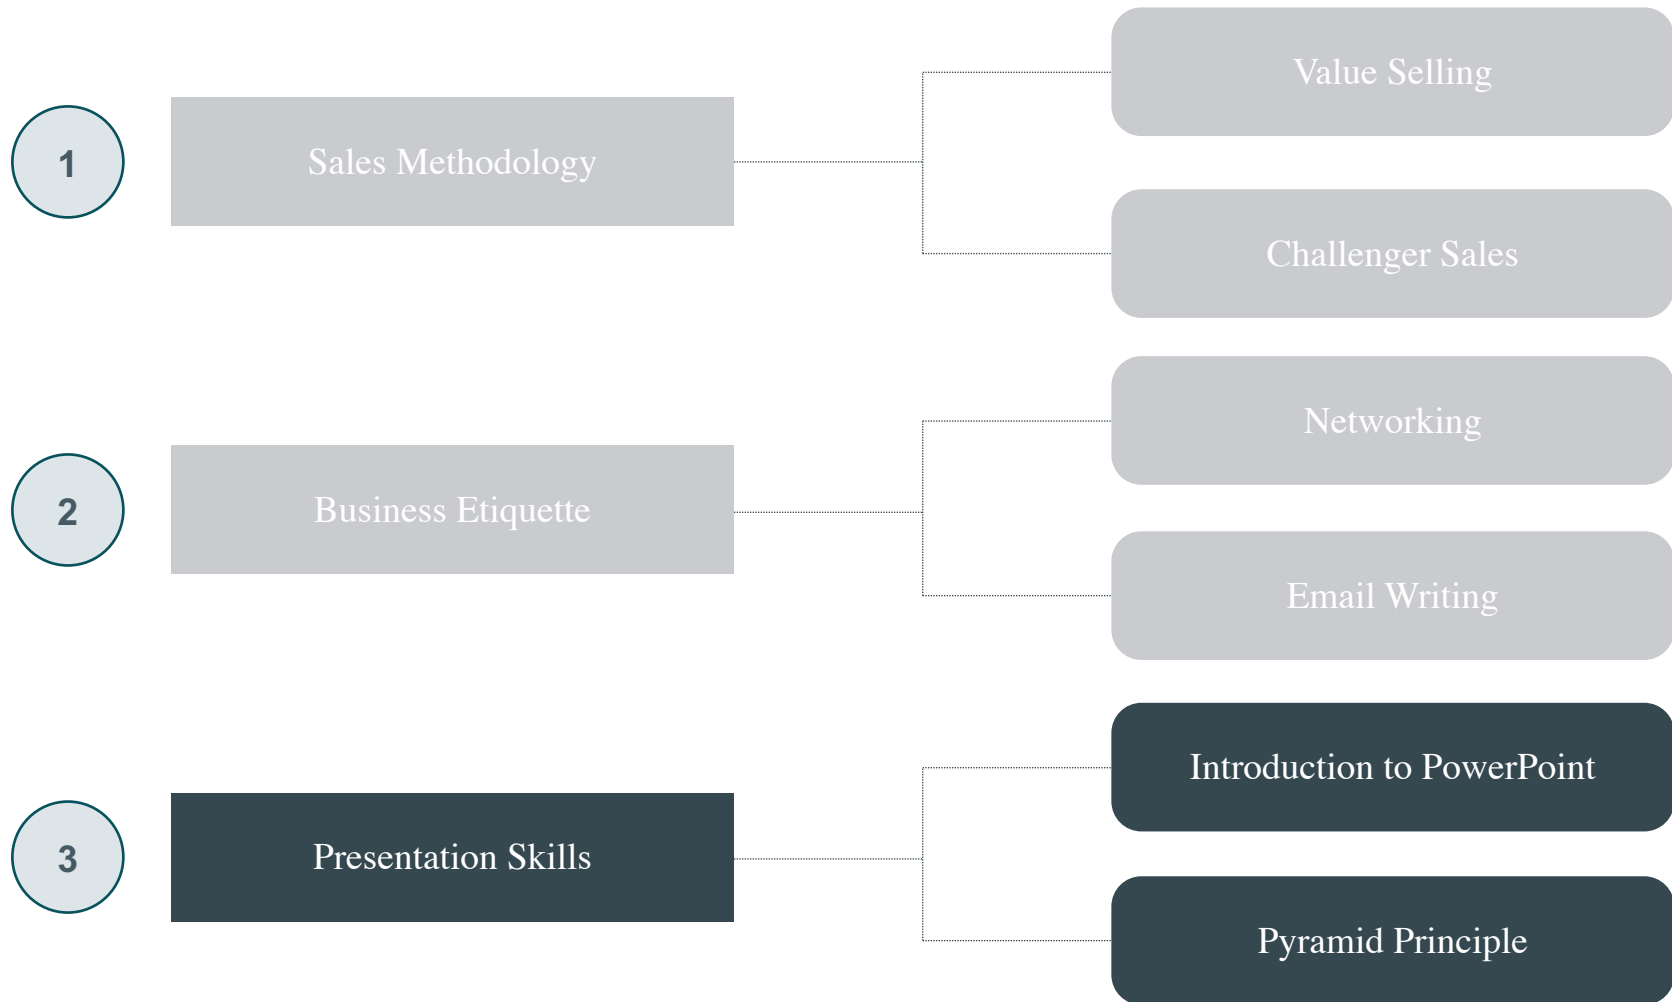 1
Sales Methodology
Value Selling
Challenger Sales
2
Business Etiquette
Networking
Email Writing
3
Presentation Skills
Introduction to PowerPoint
Pyramid Principle